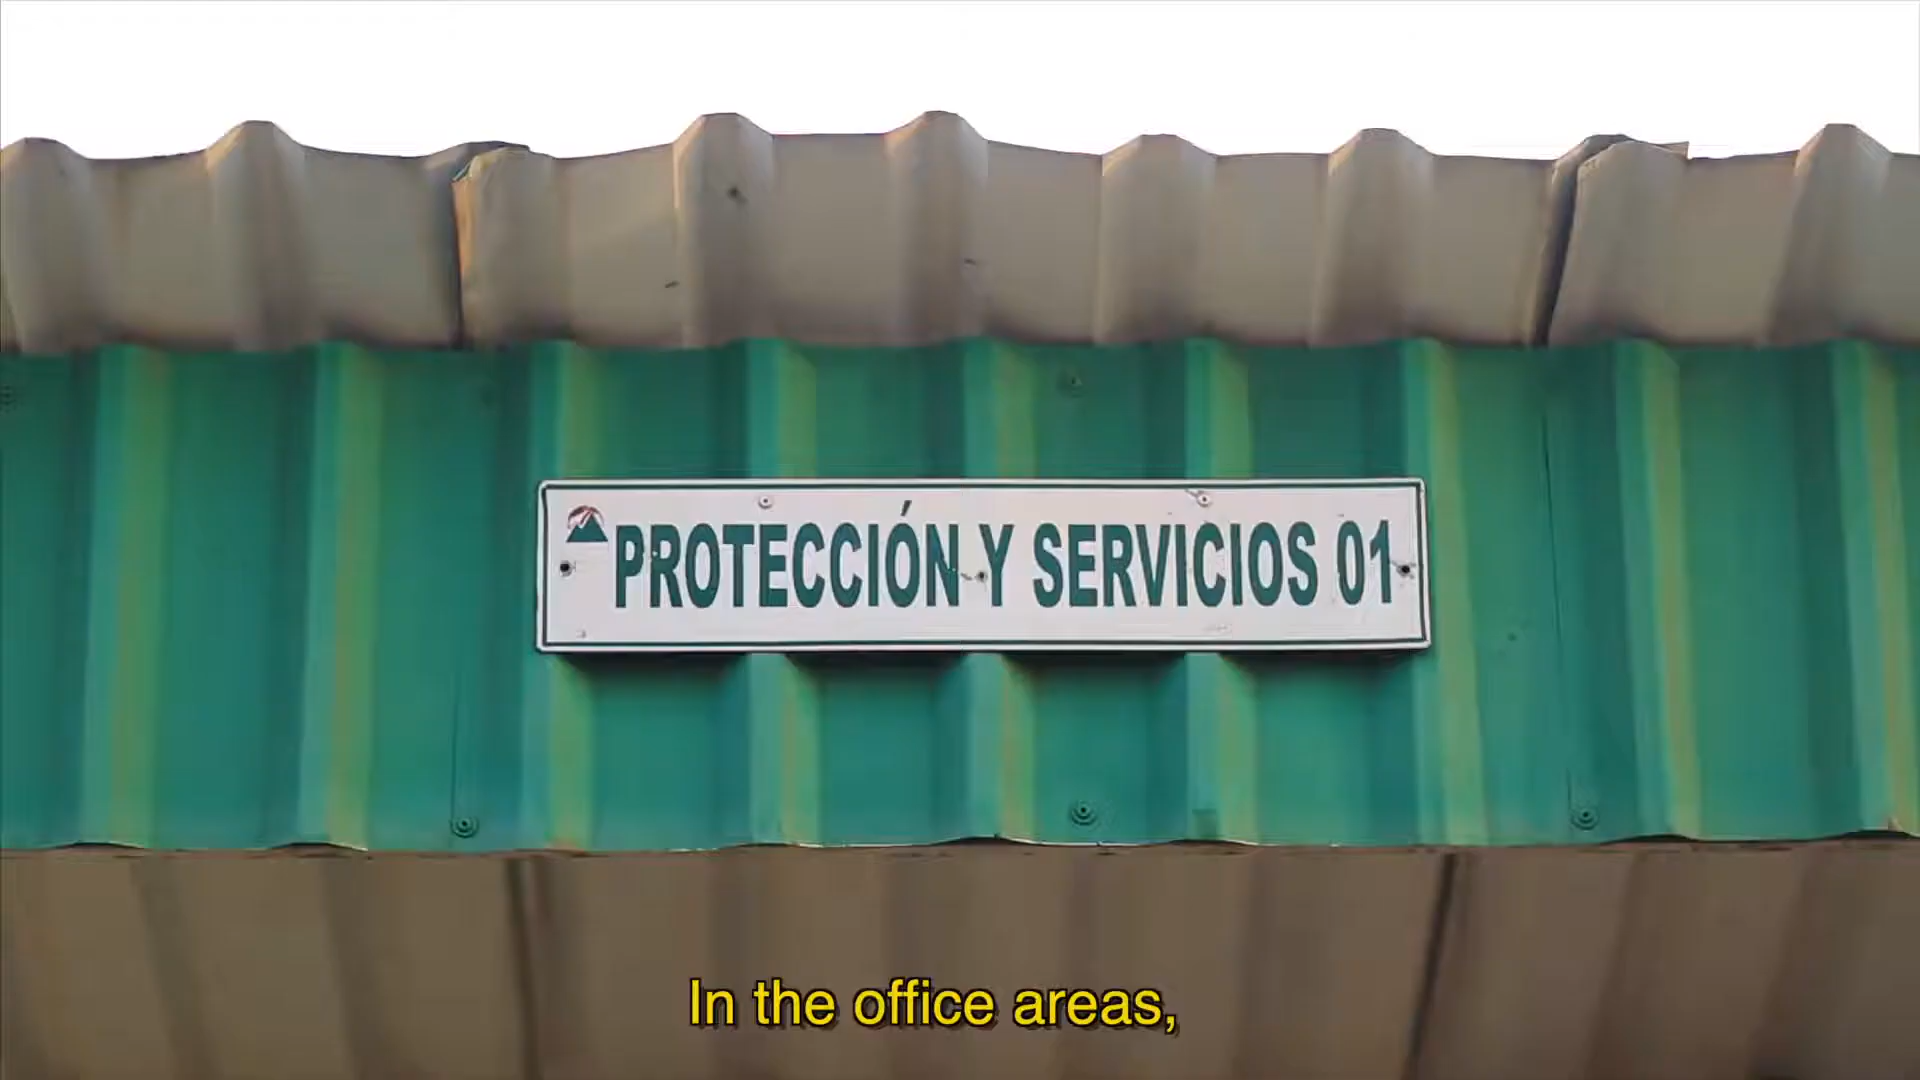 PROTECCIÓN Y SERVICIOS 01
In the office areas,